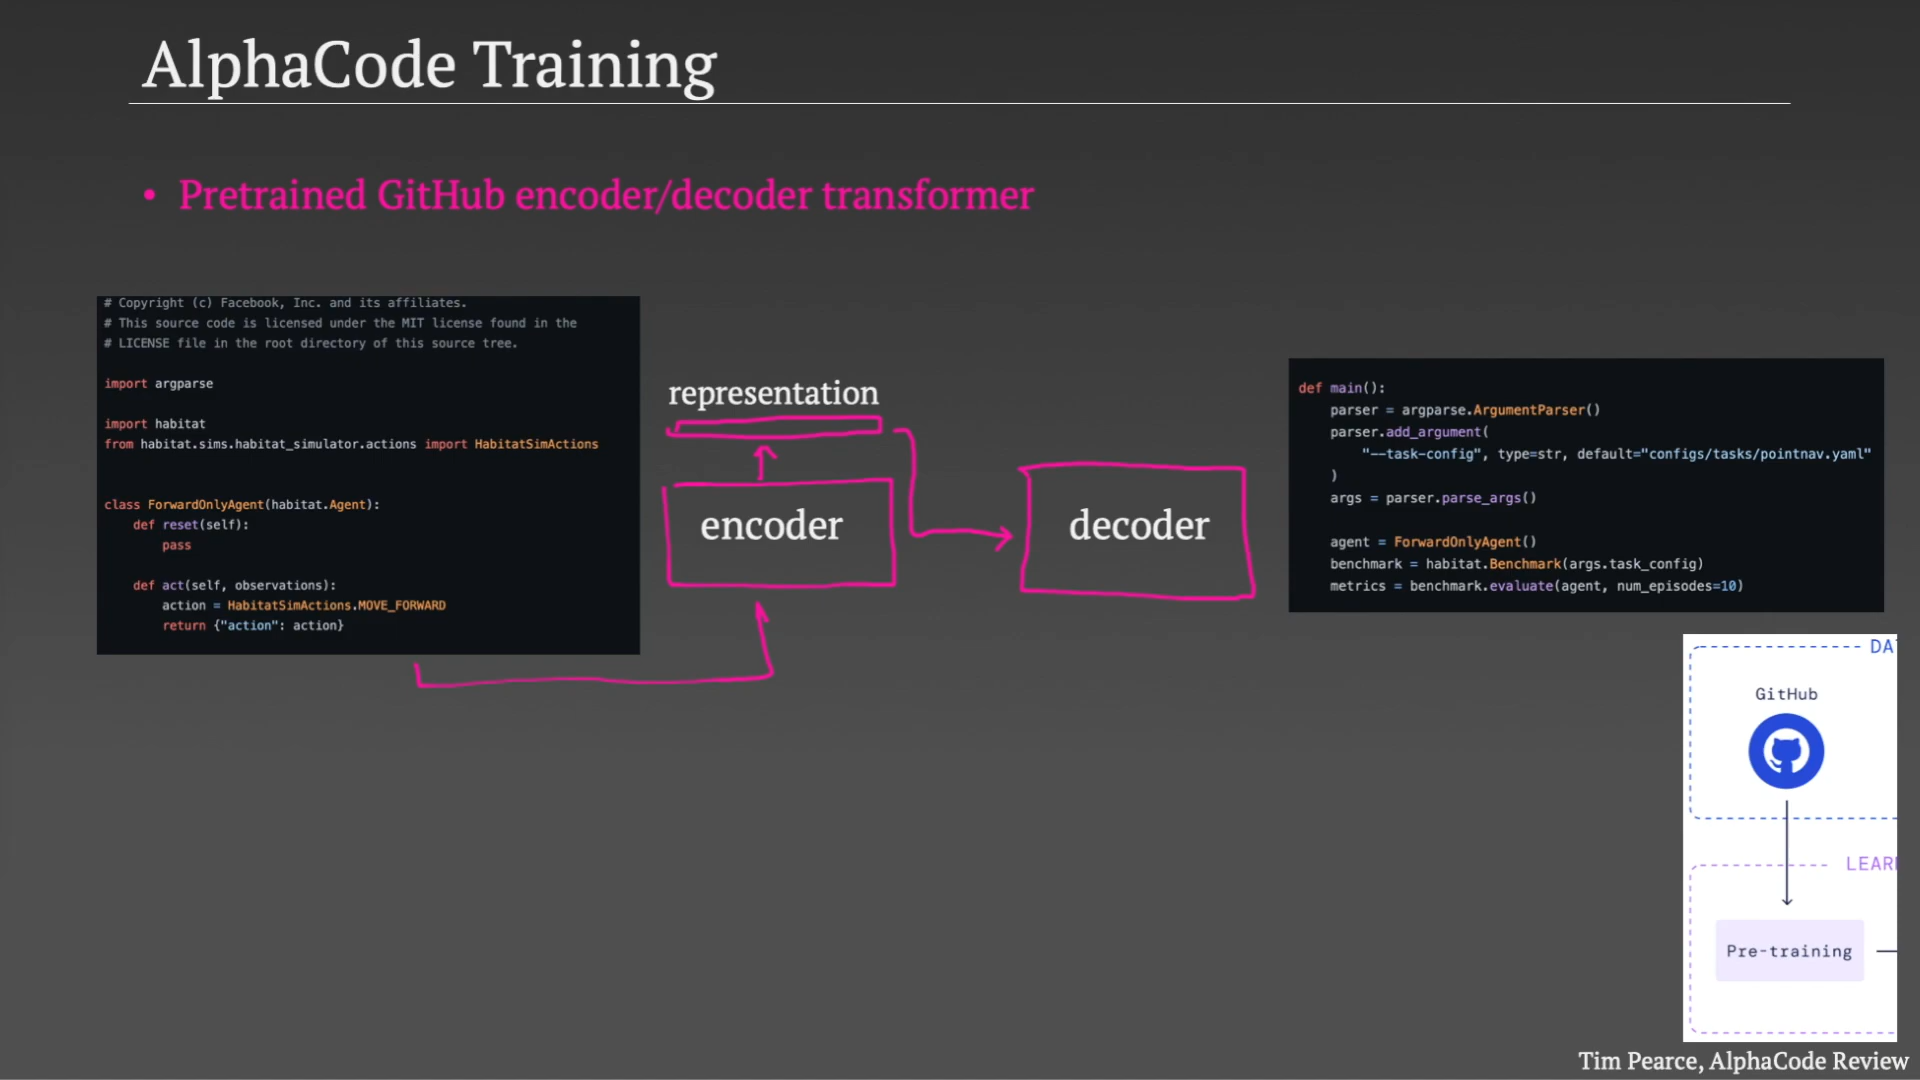 AlphaCode Training
• Pretrained GitHub encoder/decoder transformer
# Copyright (c) Facebook, Inc. and its affiliates.
# This source code is licensed under the MIT license found in the
# LICENSE file in the root directory of this source tree.
import argparse
import habitat
from habitat.sims.habitat_simulator.actions import HabitatSimActions
class ForwardOnlyAgent(habitat.Agent):
    def reset(self):
        pass
    def act(self, observations):
        action = HabitatSimActions.MOVE_FORWARD
        return {"action": action}
representation
encoder
decoder
def main():
    parser = argparse.ArgumentParser()
    parser.add_argument(
        "--task-config", type=str, default="configs/tasks/pointnav.yaml"
    )
    args = parser.parse_args()
    agent = ForwardOnlyAgent()
    benchmark = habitat.Benchmark(args.task_config)
    metrics = benchmark.evaluate(agent, num_episodes=10)
DA
GitHub
LEAR
Pre-training
Tim Pearce, AlphaCode Review